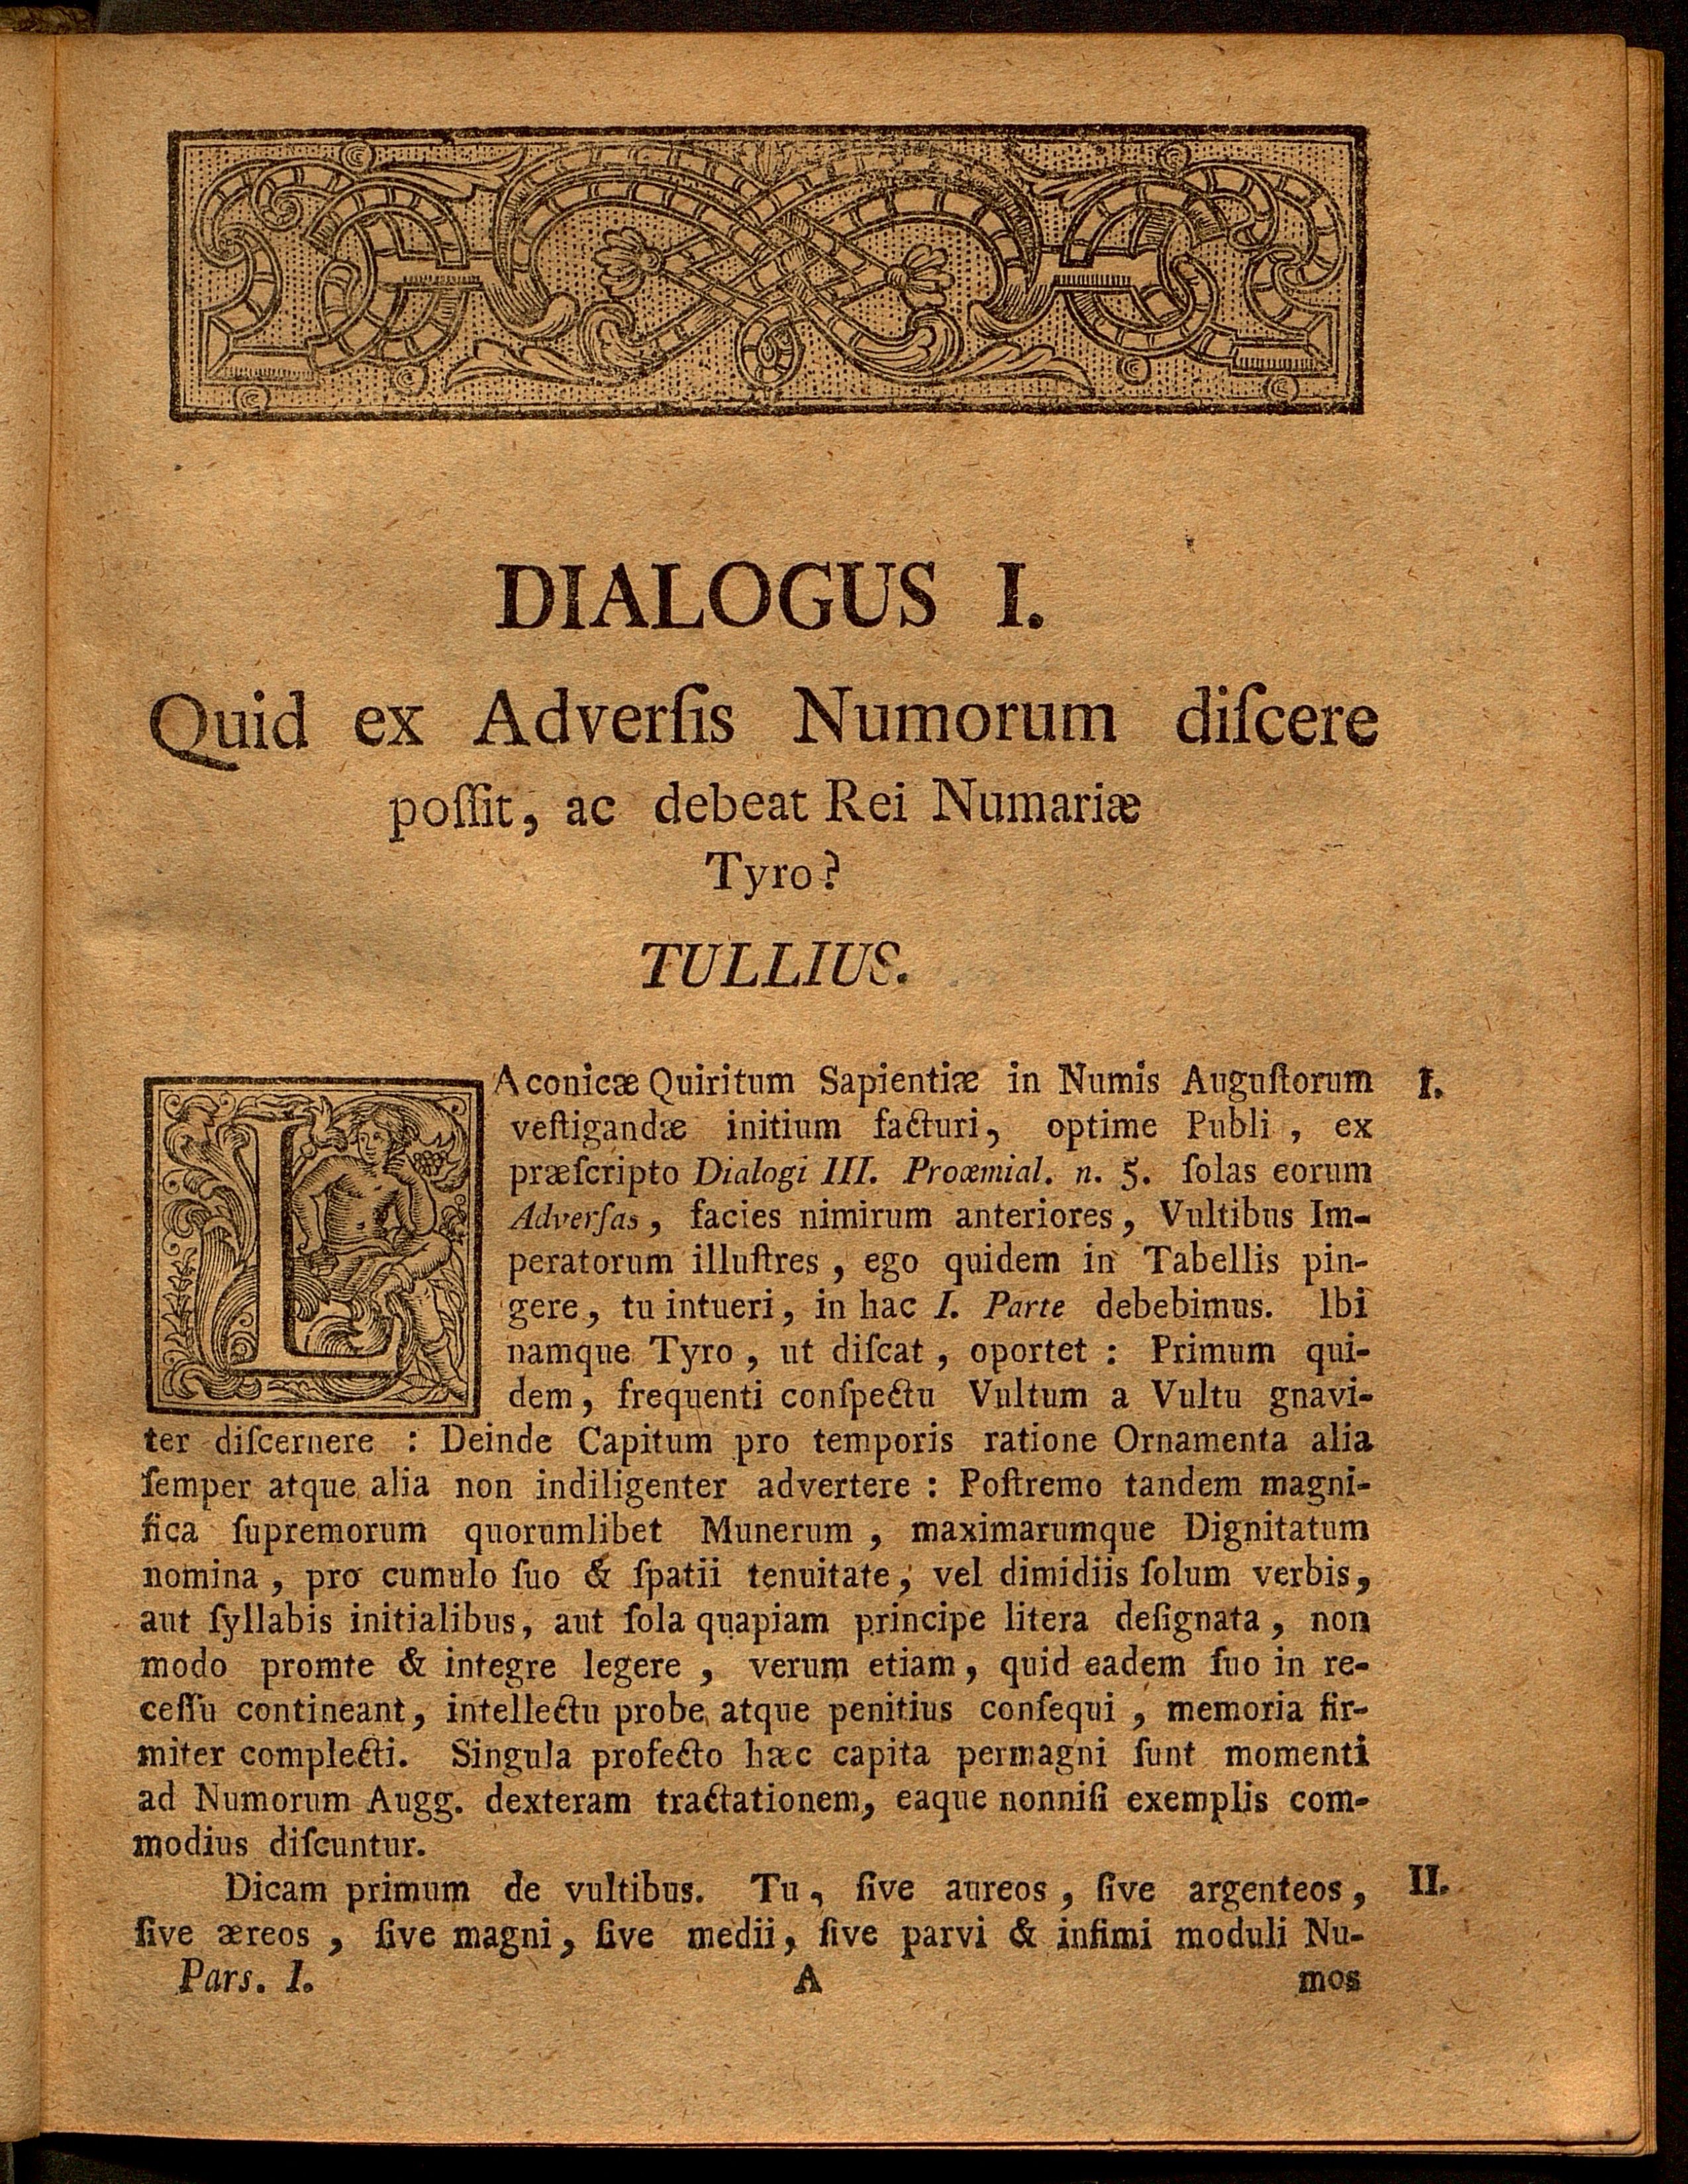 DIALOGUS I.
Quid ex Adverſis Numorum diſcere
poſſit, ac debeat Rei Numariæ
Tyro?
TULLIUS.
LAconicæ Quiritum Sapientiæ in Numis Auguſtorum I.
veſtigandæ initium facturi, optime Publi, ex
præſcripto Dialogi III. Proœmial. n. 5. ſolas eorum
Adverſas, facies nimirum anteriores, Vultibus Im-
peratorum illuſtres, ego quidem in Tabellis pin-
gere, tu intueri, in hac I. Parte debebimus. Ibi
namque Tyro, ut diſcat, oportet: Primum qui-
dem, frequenti conſpectu Vultum a Vultu gnavi-
ter diſcernere: Deinde Capitum pro temporis ratione Ornamenta alia
ſemper atque alia non indiligenter advertere: Poſtremo tandem magni-
fica ſupremorum quorumlibet Munerum, maximarumque Dignitatum
nomina, pro cumulo ſuo & ſpatii tenuitate, vel dimidiis ſolum verbis,
aut ſyllabis initialibus, aut ſola quapiam principe litera deſignata, non
modo promte & integre legere, verum etiam, quid eadem ſuo in re-
ceſſu contineant, intellectu probe atque penitius conſequi, memoria fir-
miter complecti. Singula profecto hæc capita permagni ſunt momenti
ad Numorum Augg. dexteram tractationem, eaque nonniſi exemplis com-
modius diſcuntur.
Dicam primum de vultibus. Tu, ſive aureos, ſive argenteos, II.
ſive æreos, ſive magni, ſive medii, ſive parvi & infimi moduli Nu-
Pars. I. A mos